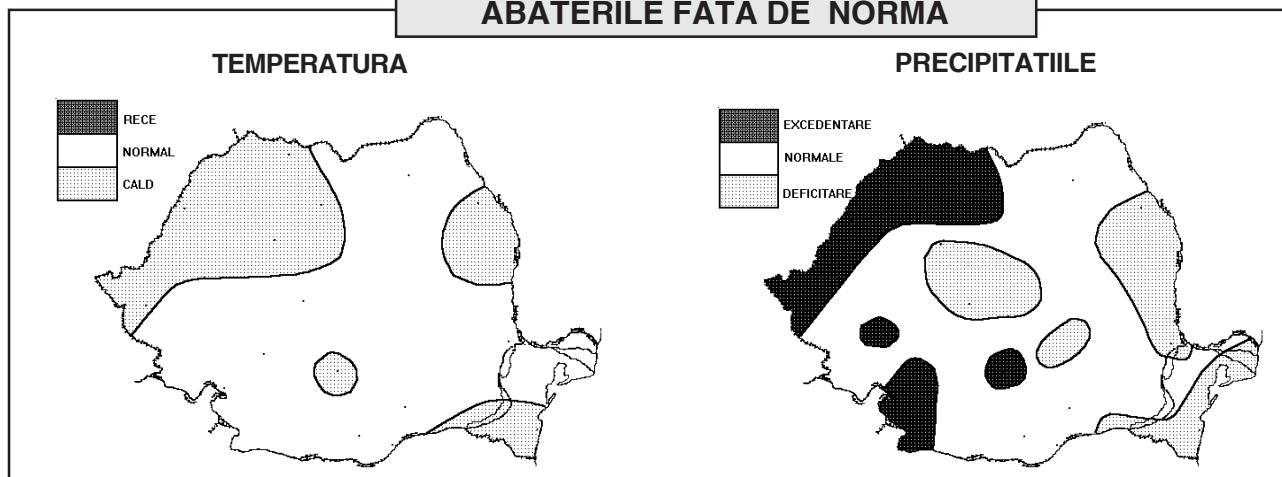 ABATERILE FATA DE NORMA
TEMPERATURA
RECE
NORMAL
CALD
PRECIPITATIILE
EXCEDENTARE
NORMALE
DEFICITARE